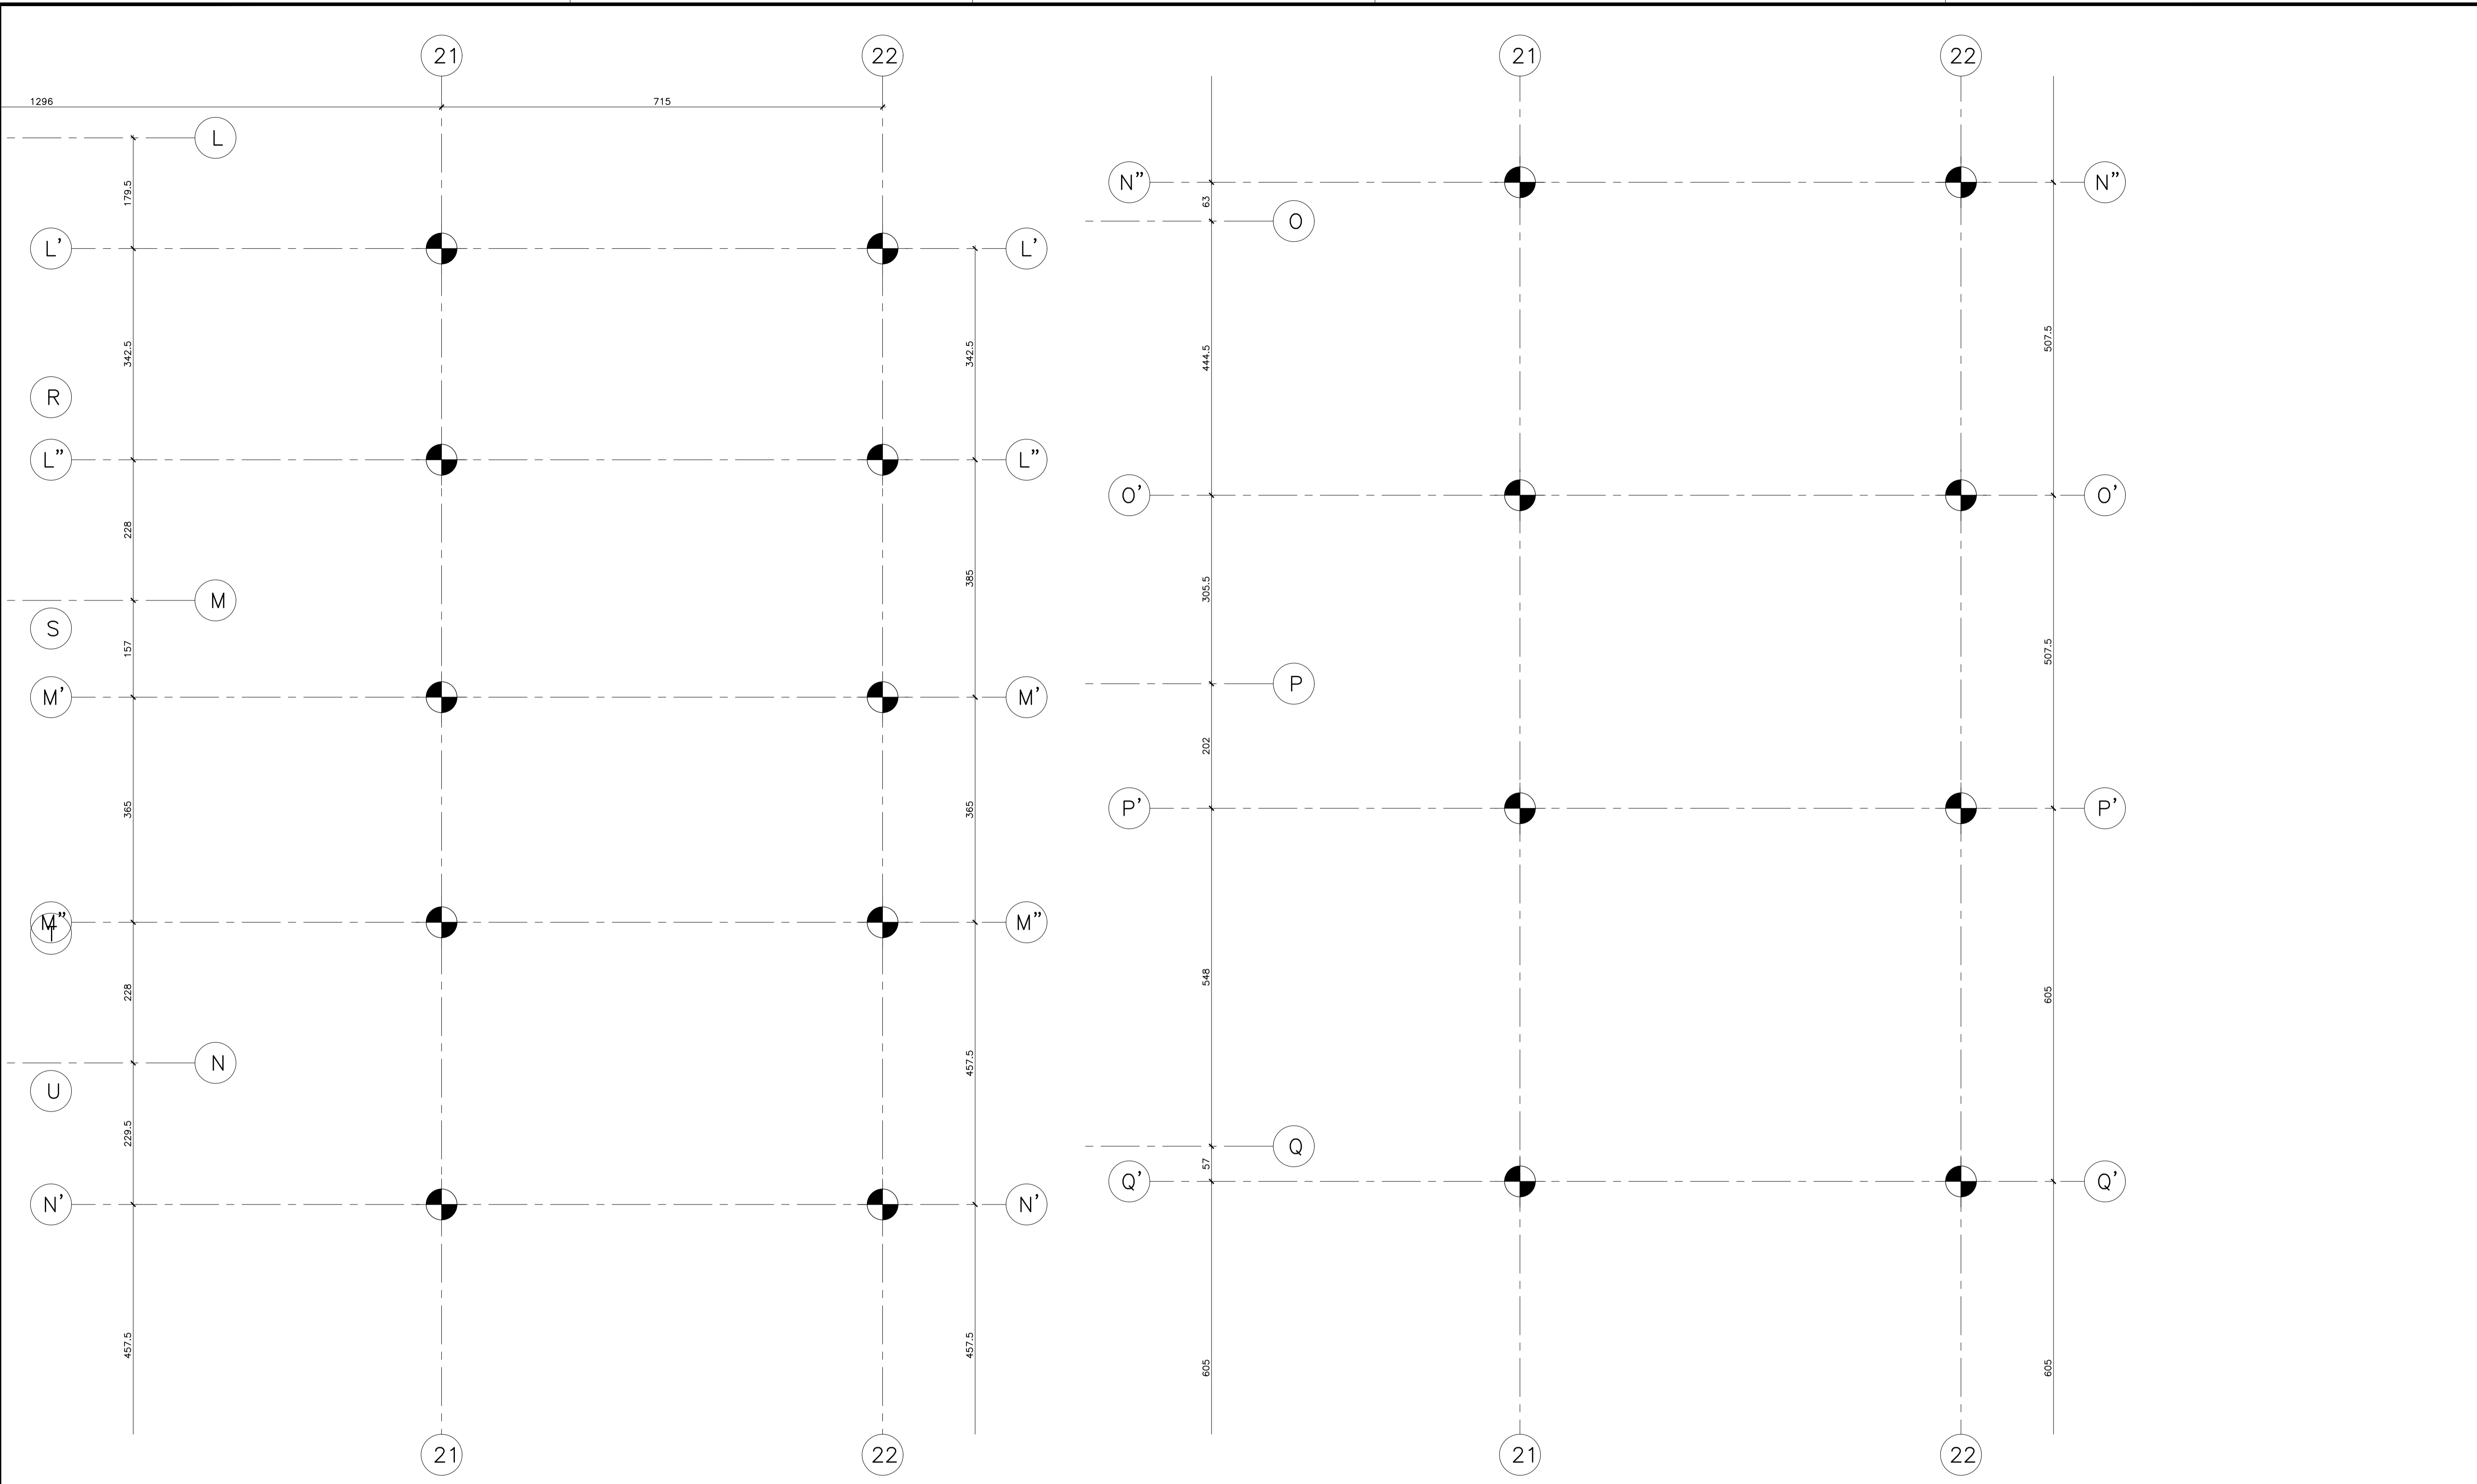 21 22 21 22
1296 715
L
179.5
N” 63 N”
O
L’ L’
342.5 342.5 444.5 507.5
R
L” L”
O’ O’
228 385 305.5
M
S
157 507.5
P
M’ M’
202
365 365 P’ P’
M” M”
T
228 548 605
N 457.5
U
229.5 Q
57
Q’ Q’
N’ N’
457.5 457.5 605 605
21 22 21 22